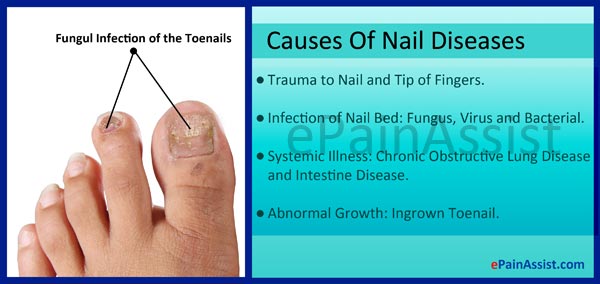 Fungul Infection of the Toenails
Causes Of Nail Diseases
● Trauma to Nail and Tip of Fingers.
● Infection of Nail Bed: Fungus, Virus and Bacterial.
● Systemic Illness: Chronic Obstructive Lung Disease
and Intestine Disease.
● Abnormal Growth: Ingrown Toenail.
ePainAssist
ePainAssist.com